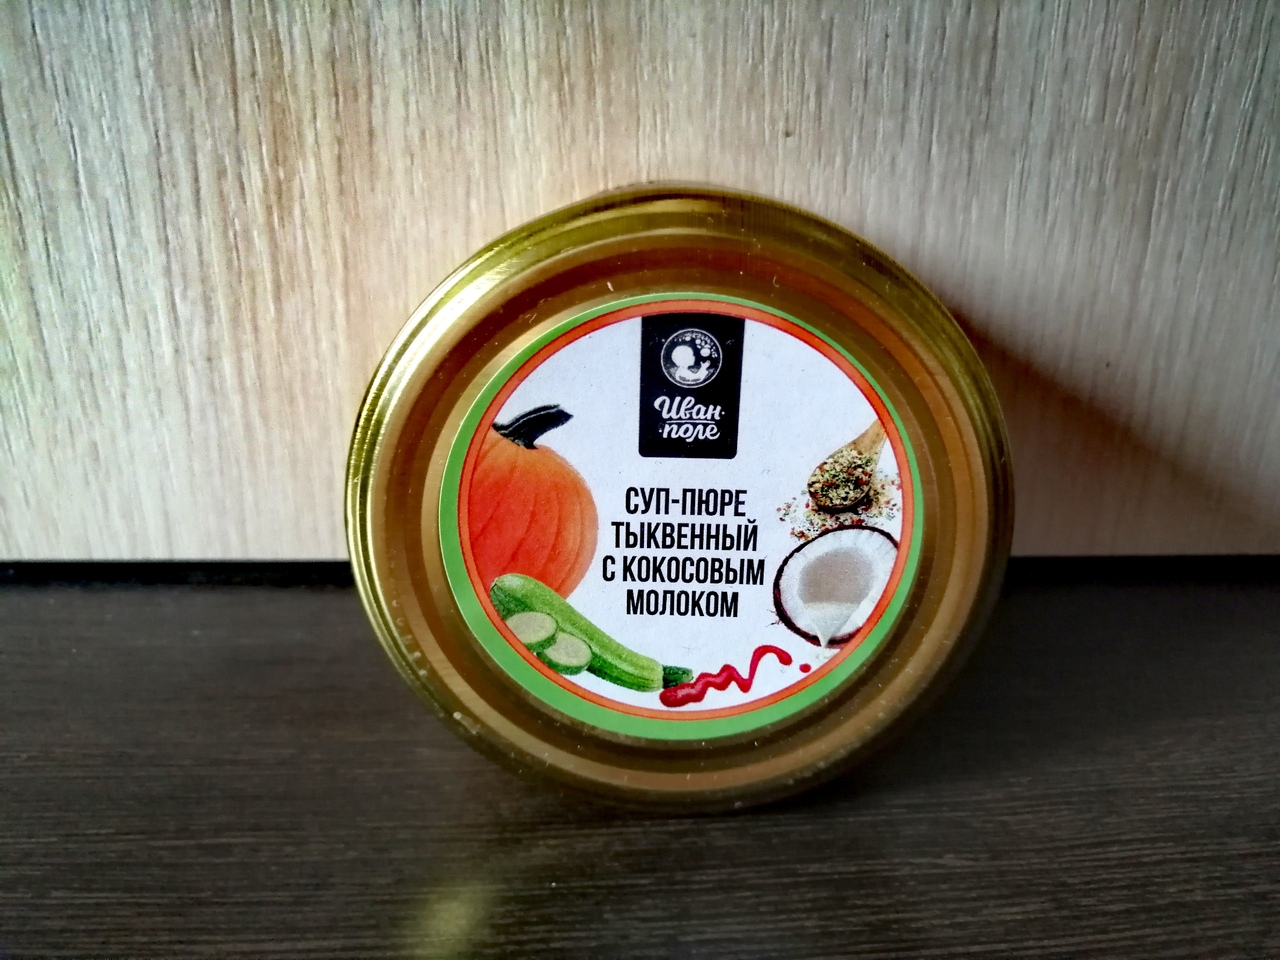 Иван
поле
СУП-ПЮРЕ
ТЫКВЕННЫЙ
С КОКОСОВЫМ
МОЛОКОМ